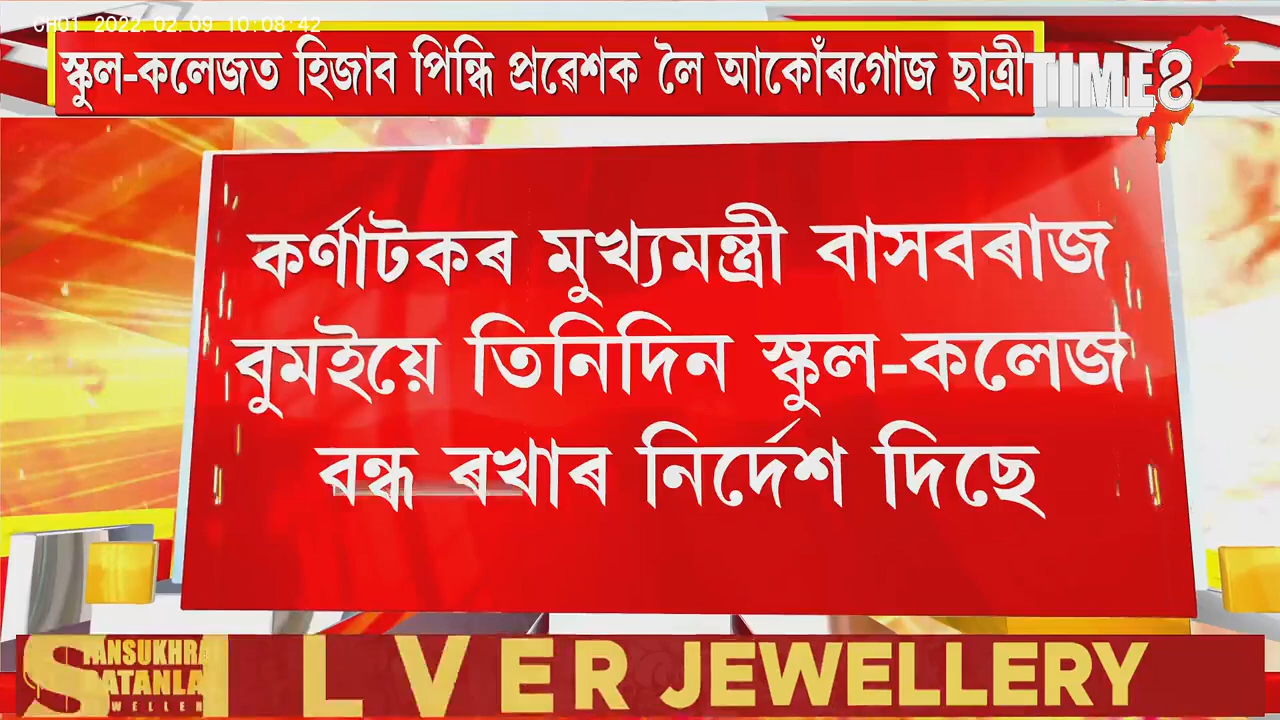 CH01 2022.02.09 10:08:42
স্কুল-কলেজত হিজাব পিন্ধি প্ৰৱেশক লৈ আকোঁৰগোজ ছাত্ৰী
TIME8
কৰ্ণাটকৰ মুখ্যমন্ত্ৰী বাসবৰাজ
বুমইয়ে তিনিদিন স্কুল-কলেজ
বন্ধ ৰখাৰ নিৰ্দেশ দিছে
SILVER JEWELLERY